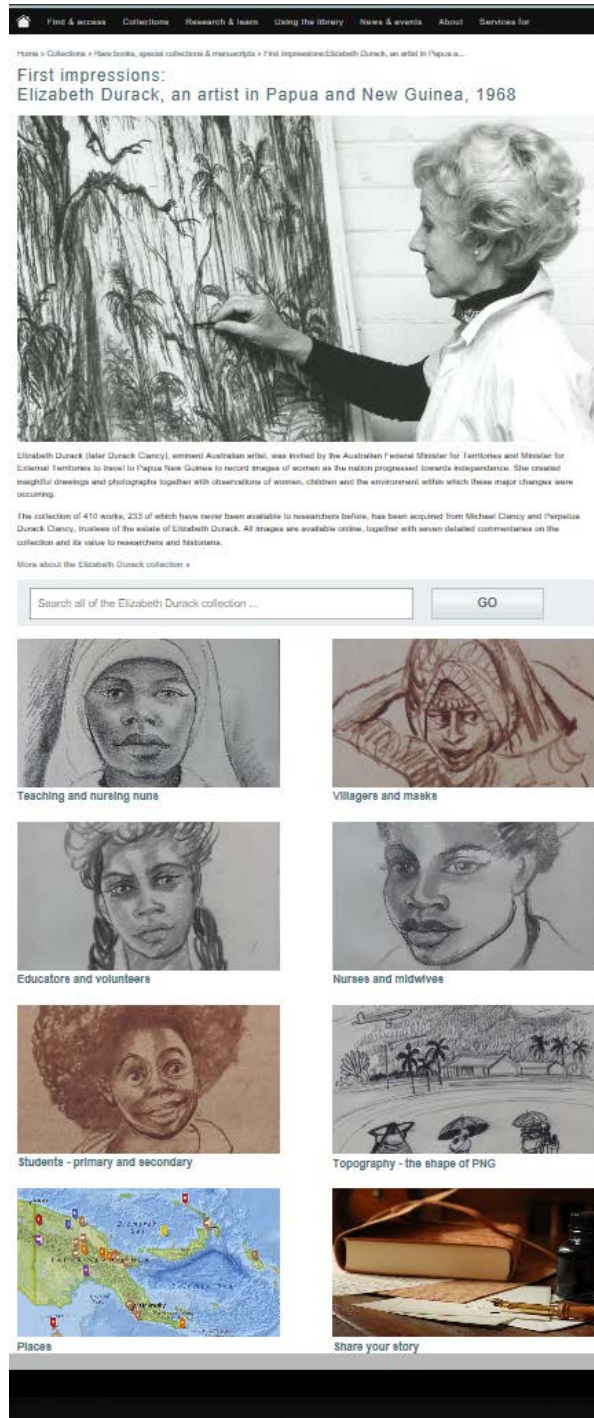 Find & access Collections Research & learn Using the library News & events About Services for
Home » Collections » Rare books, special collections & manuscripts » First impressions:Elizabeth Durack, an artist in Papua a...
First impressions:
Elizabeth Durack, an artist in Papua and New Guinea, 1968
Elizabeth Durack (later Durack Clancy), eminent Australian artist, was invited by the Australian Federal Minister for Territories and Minister for
External Territories to travel to Papua New Guinea to record images of women as the nation progressed towards independence. She created
insightful drawings and photographs together with observations of women, children and the environment within which these major changes were
occurring.
The collection of 410 works, 233 of which have never been available to researchers before, has been acquired from Michael Clancy and Perpetua
Durack Clancy, trustees of the estate of Elizabeth Durack. All images are available online, together with seven detailed commentaries on the
collection and its value to researchers and historians.
More about the Elizabeth Durack collection »
Search all of the Elizabeth Durack collection ... GO
Teaching and nursing nuns Villagers and masks
Educators and volunteers Nurses and midwives
Students - primary and secondary Topography - the shape of PNG
Bismarck
Sea
Places Share your story